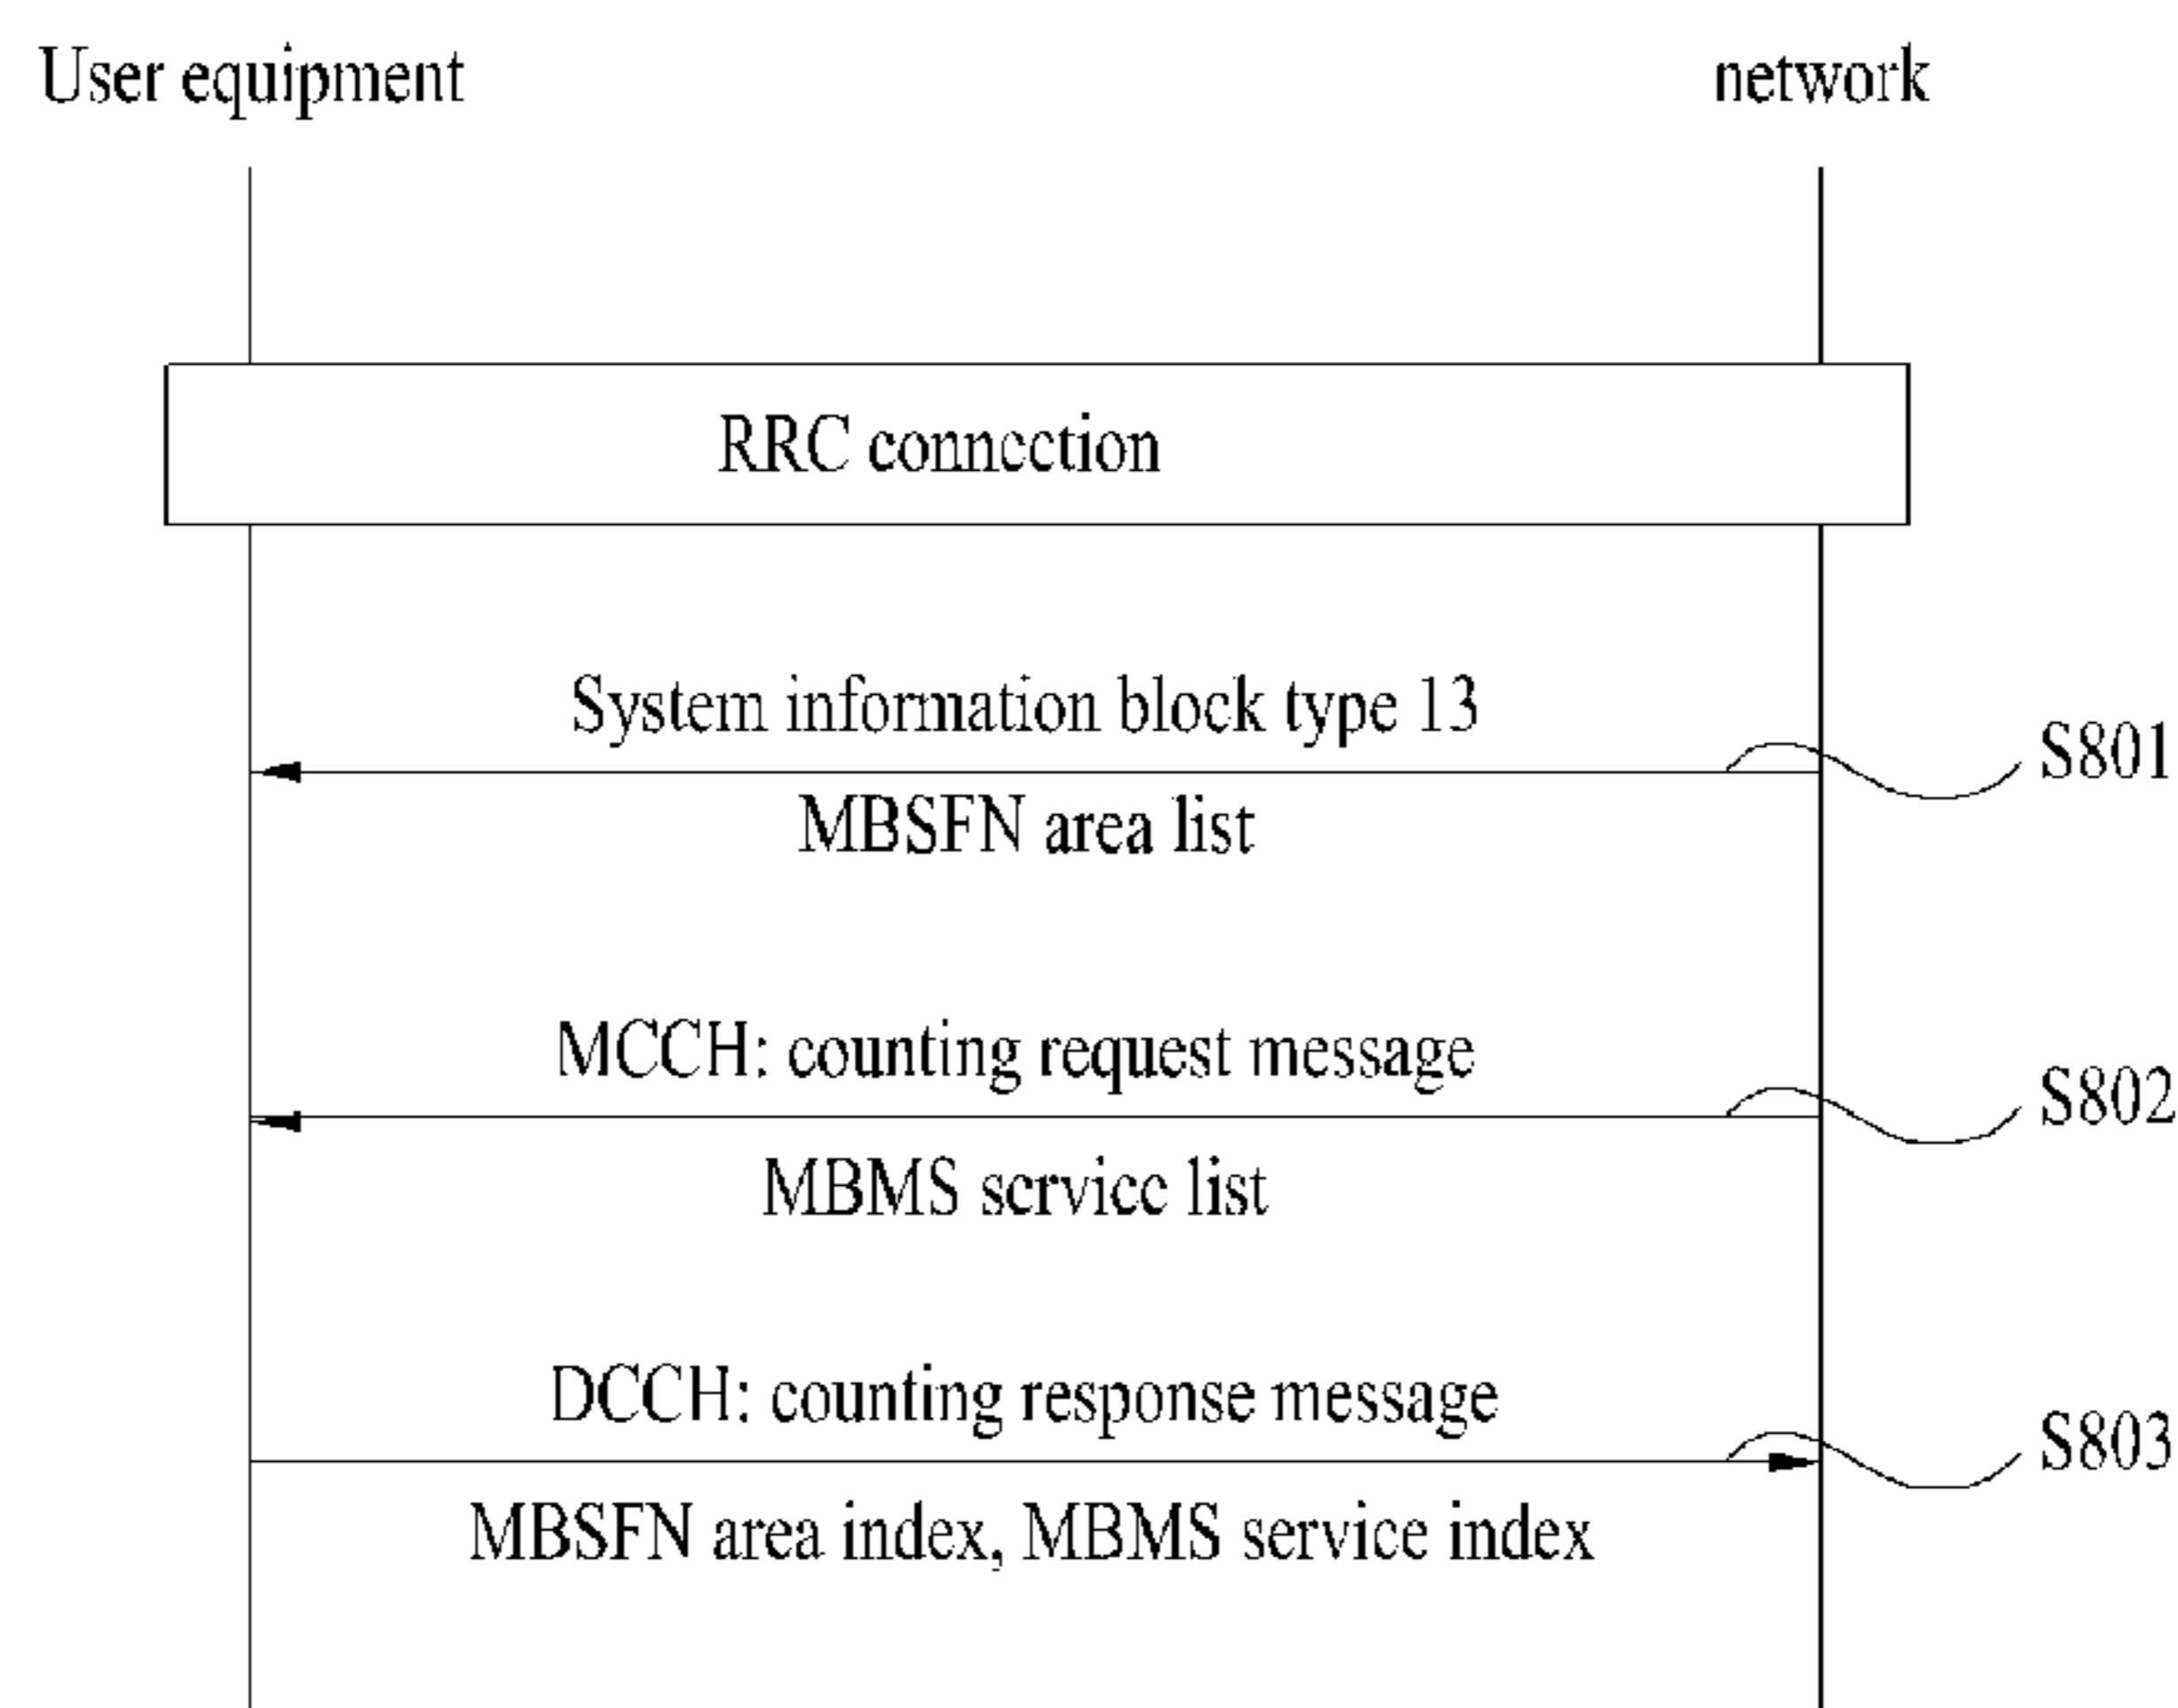 User equipment
network
RRC connection
System information block type 13
S801
MBSFN area list
MCCH: counting request message
S802
MBMS service list
DCCH: counting response message
S803
MBSFN area index, MBMS service index